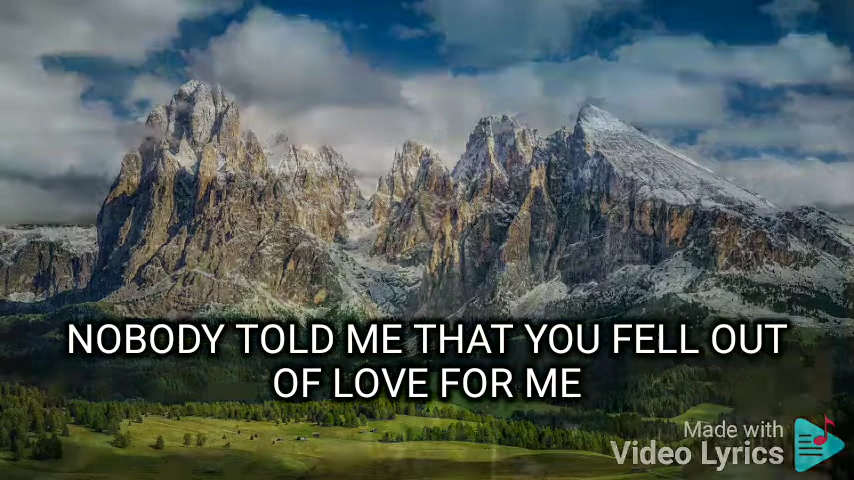 NOBODY TOLD ME THAT YOU FELL OUT
OF LOVE FOR ME
Made with
Video Lyrics